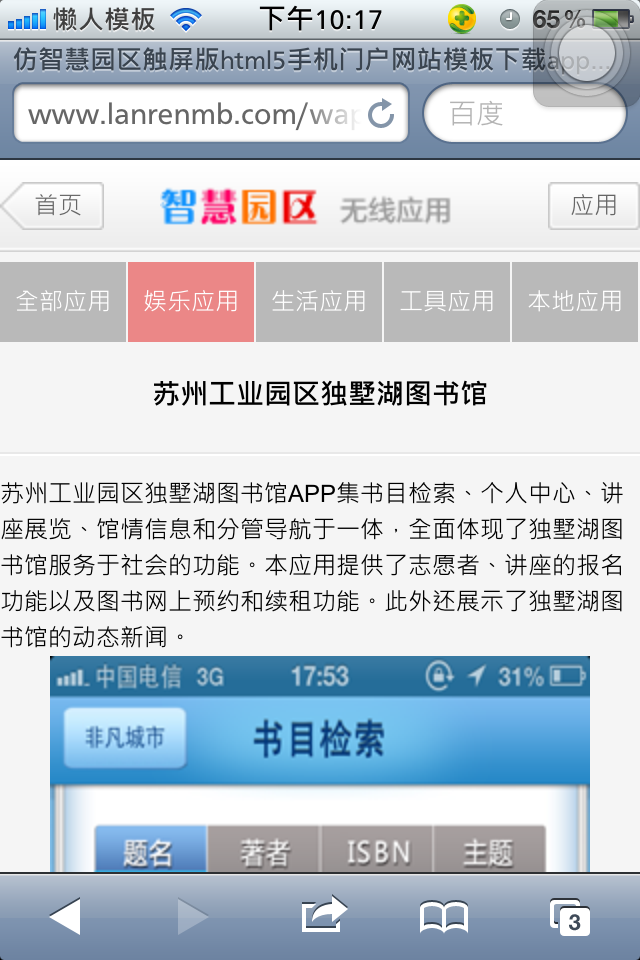 懒人模板 下午10:17 65%
仿智慧园区触屏版html5手机门户网站模板下载app...
www.lanrenmb.com/wap 百度
首页 智慧园区 无线应用 应用
全部应用 娱乐应用 生活应用 工具应用 本地应用
苏州工业园区独墅湖图书馆
苏州工业园区独墅湖图书馆APP集书目检索、个人中心、讲
座展览、馆情信息和分管导航于一体，全面体现了独墅湖图
书馆服务于社会的功能。本应用提供了志愿者、讲座的报名
功能以及图书网上预约和续租功能。此外还展示了独墅湖图
书馆的动态新闻。
中国电信 3G 17:53 31%
非凡城市 书目检索
题名 著者 ISBN 主题
3